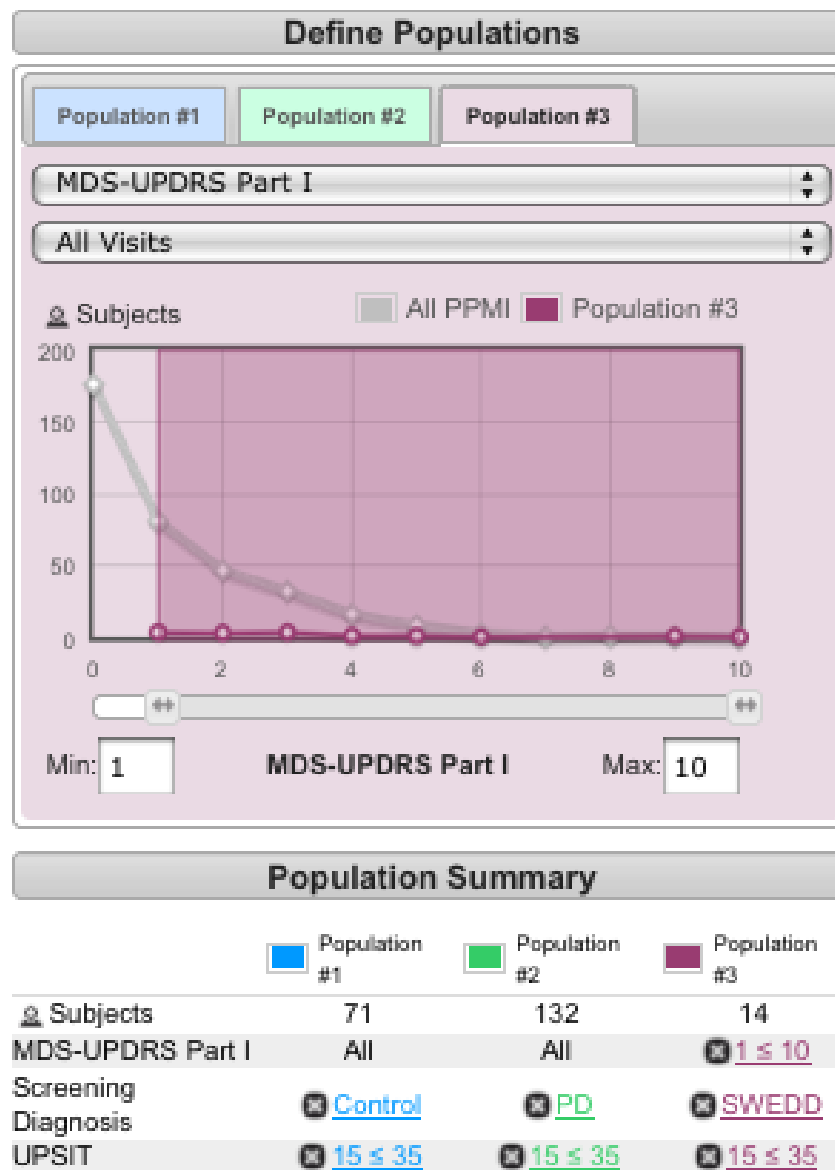 Define Populations
Population #1 Population #2 Population #3
MDS-UPDRS Part I
All Visits
Subjects All PPMI Population #3
200
150
100
50
0
0 2 4 6 8 10
Min: 1 MDS-UPDRS Part I Max: 10
Population Summary
Population #1 Population #2 Population #3
Subjects 71 132 14
MDS-UPDRS Part I All All 1 ≤ 10
Screening Diagnosis Control PD SWEDD
UPSIT 15 ≤ 35 15 ≤ 35 15 ≤ 35